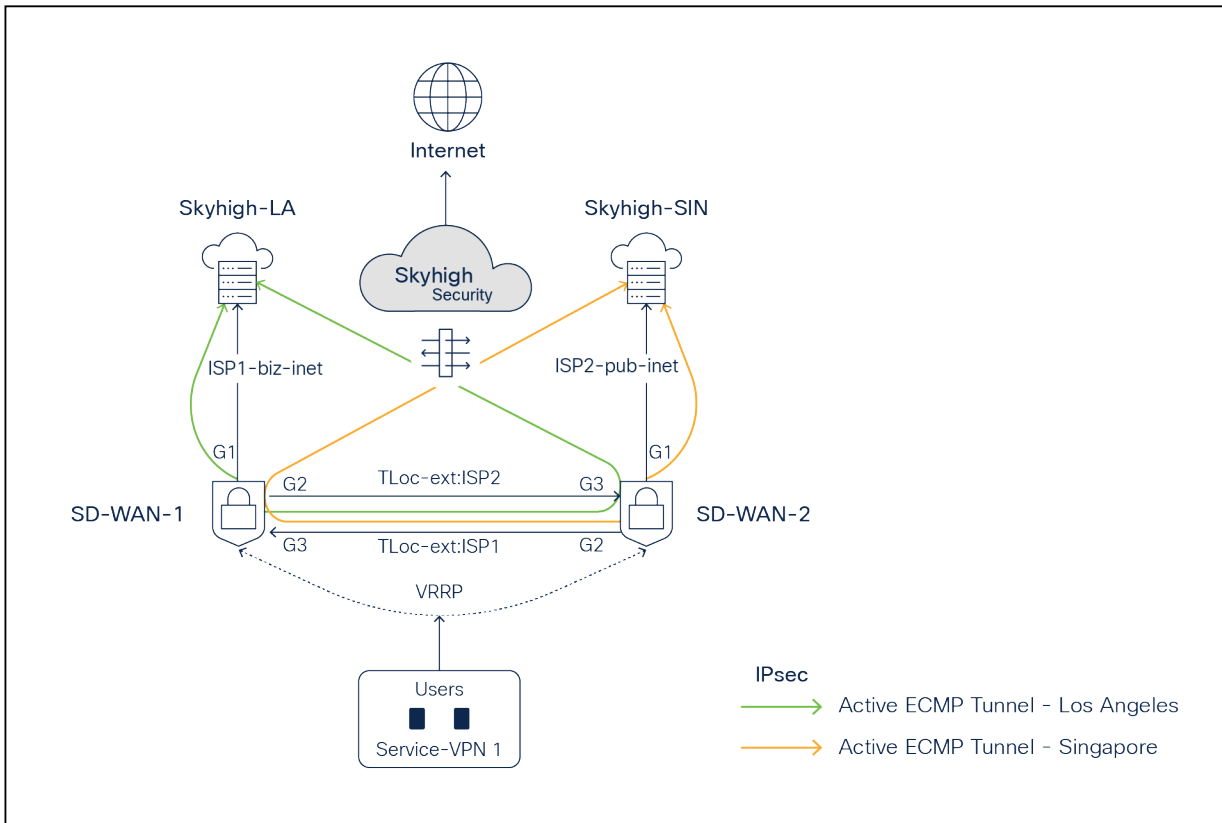 Internet
Skyhigh-LA
Skyhigh-SIN
Skyhigh
Security
ISP1-biz-inet
ISP2-pub-inet
G1
G1
G2
TLoc-ext:ISP2
G3
SD-WAN-1
SD-WAN-2
G3
TLoc-ext:ISP1
G2
VRRP
Users
Service-VPN 1
IPsec
Active ECMP Tunnel - Los Angeles
Active ECMP Tunnel - Singapore